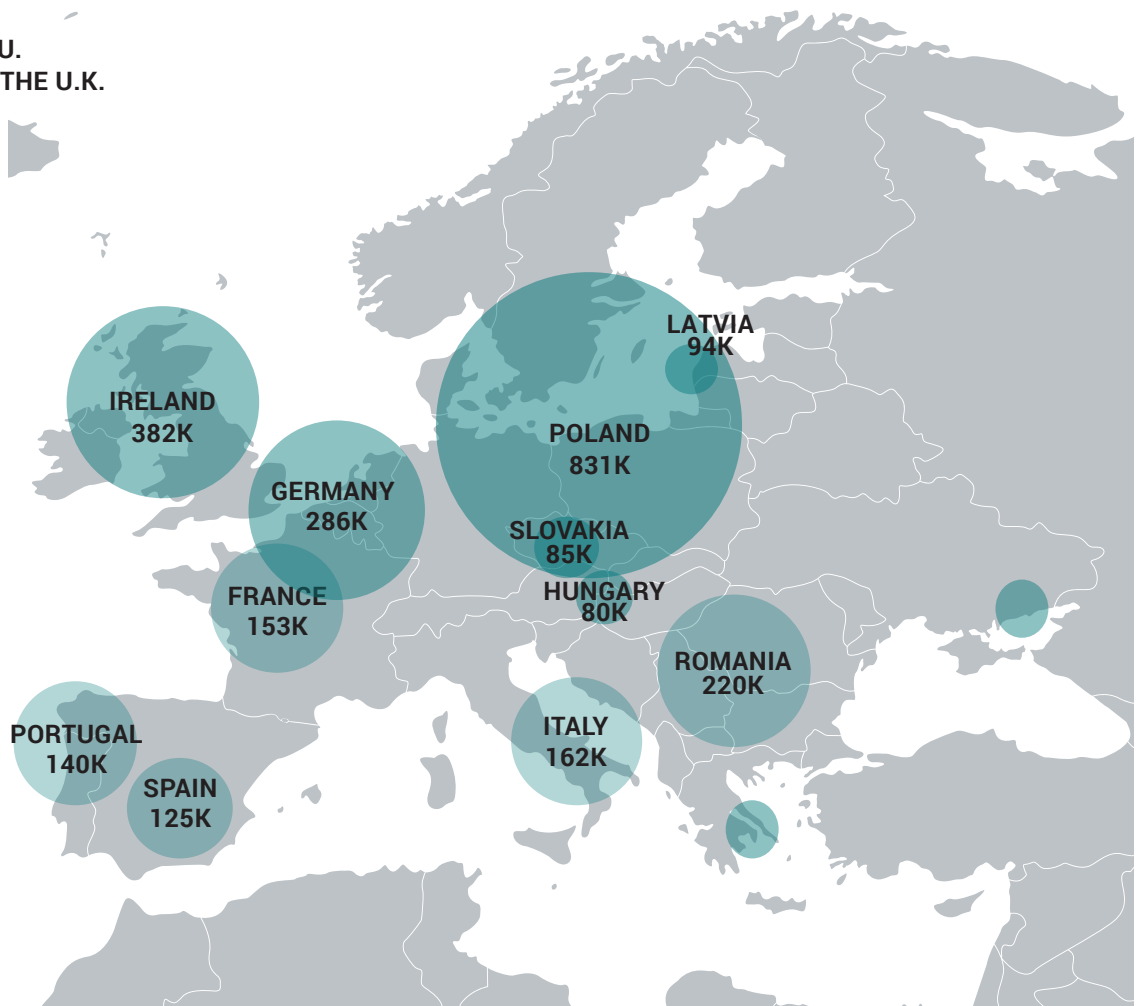 U.
THE U.K.
LATVIA
94K
IRELAND
382K
POLAND
831K
GERMANY
286K
SLOVAKIA
85K
HUNGARY
80K
FRANCE
153K
ROMANIA
220K
ITALY
162K
PORTUGAL
140K
SPAIN
125K